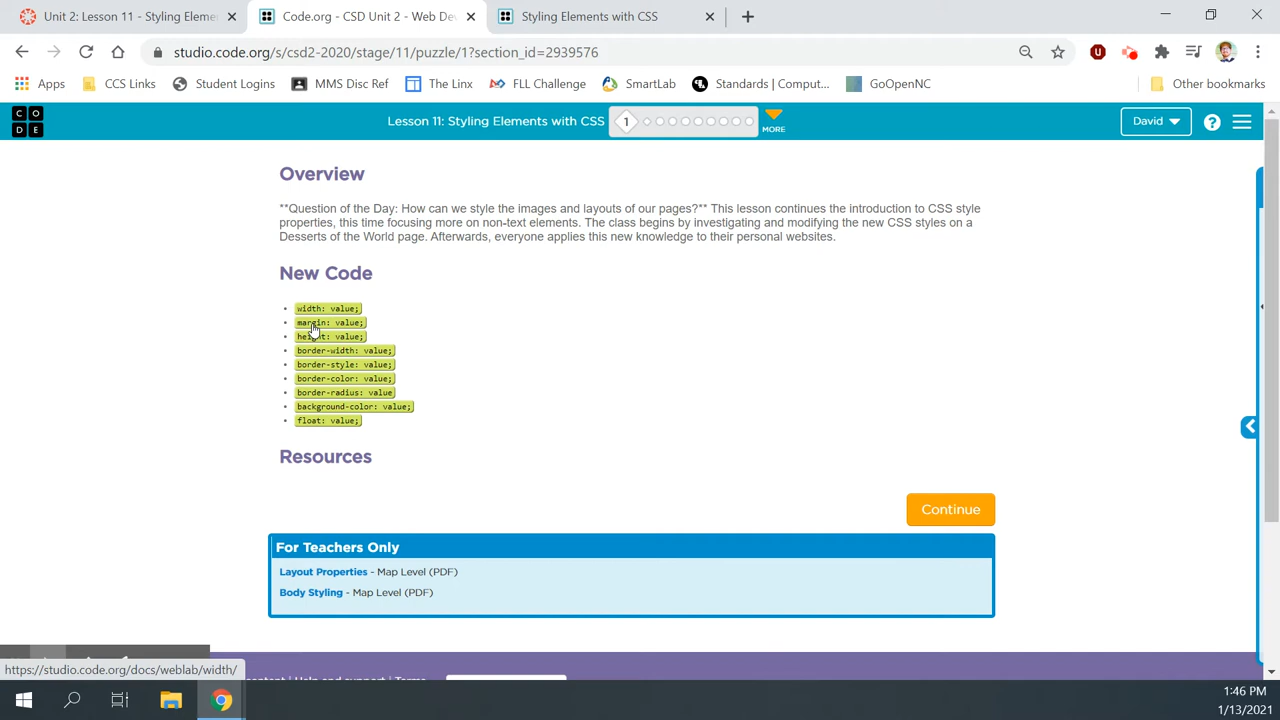 Unit 2: Lesson 11 - Styling Eleme
Code.org - CSD Unit 2 - Web De
Styling Elements with CSS
studio.code.org/s/csd2-2020/stage/11/puzzle/1?section_id=2939576
Apps
CCS Links
Student Logins
MMS Disc Ref
The Linx
FLL Challenge
SmartLab
Standards | Comput...
GoOpenNC
Other bookmarks
C O
D E
Lesson 11: Styling Elements with CSS
1
MORE
David
?
Overview
**Question of the Day: How can we style the images and layouts of our pages?** This lesson continues the introduction to CSS style
properties, this time focusing more on non-text elements. The class begins by investigating and modifying the new CSS styles on a
Desserts of the World page. Afterwards, everyone applies this new knowledge to their personal websites.
New Code
width: value;
margin: value;
height: value;
border-width: value;
border-style: value;
border-color: value;
border-radius: value
background-color: value;
float: value;
Resources
Continue
For Teachers Only
Layout Properties - Map Level (PDF)
Body Styling - Map Level (PDF)
https://studio.code.org/docs/weblab/width/
1:46 PM
1/13/2021